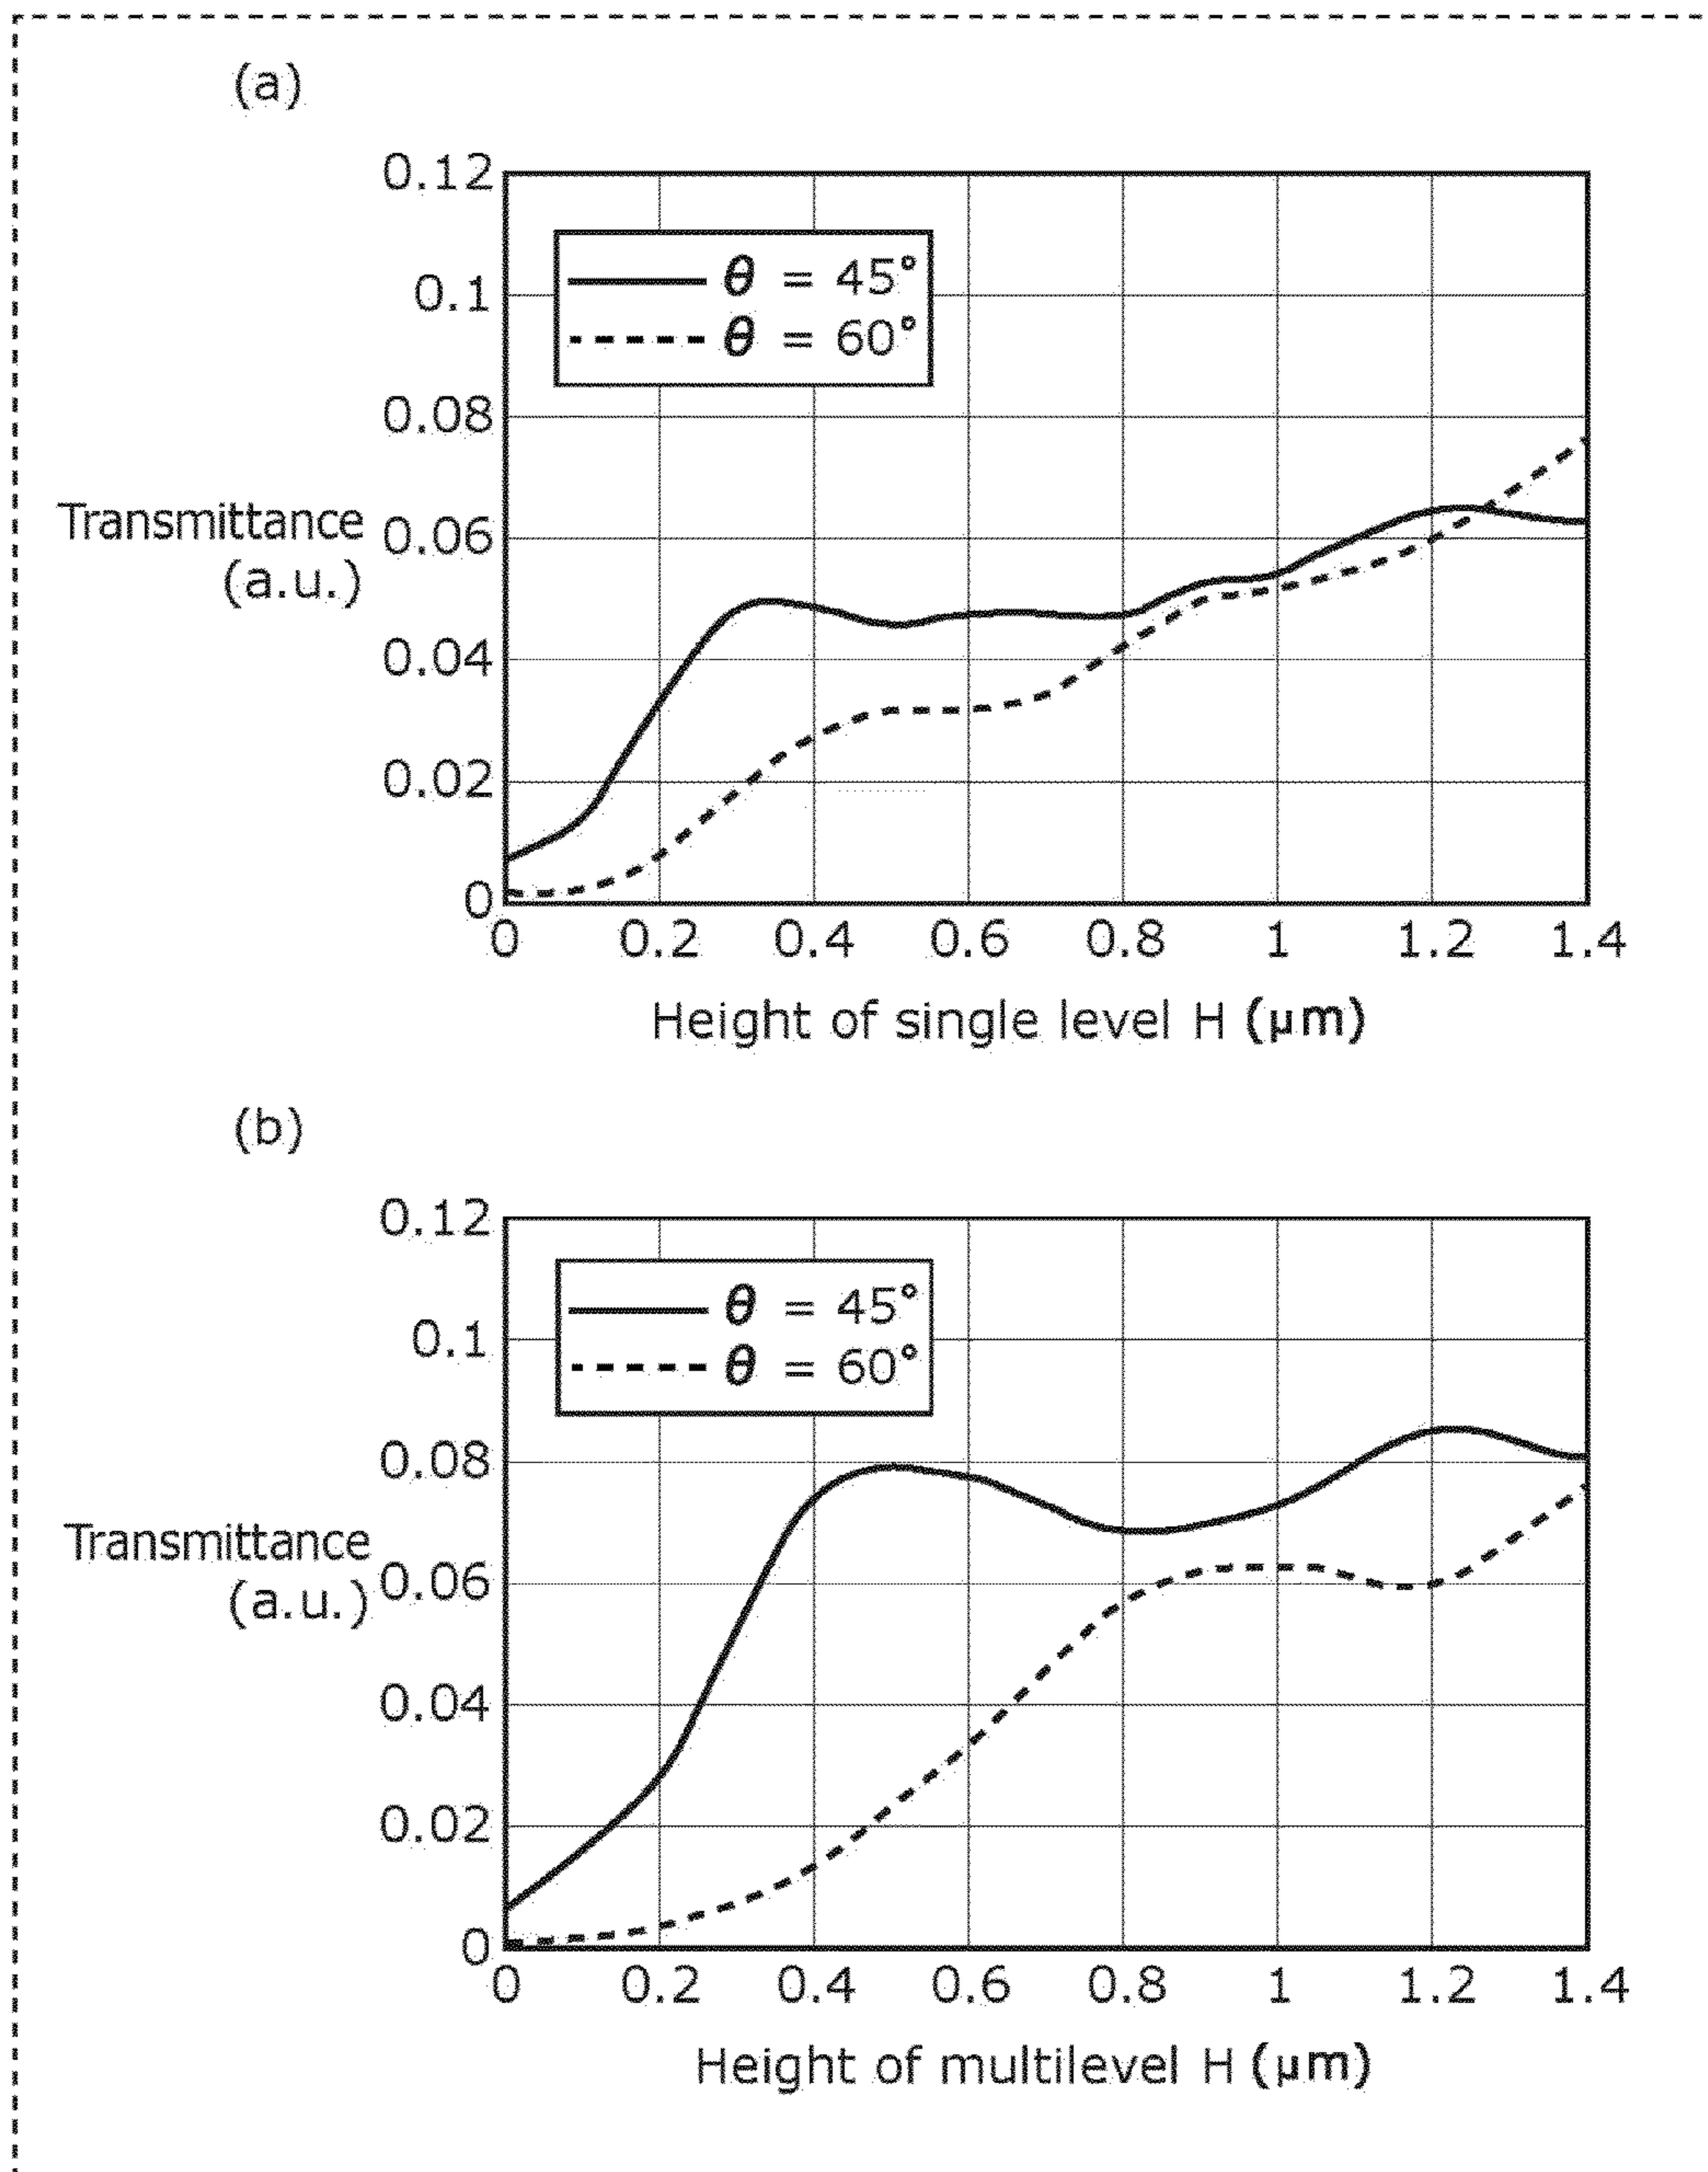 (a)
0.12
0.1
0.08
0.06
0.04
0.02
0
Transmittance
(a.u.)
θ = 45°
θ = 60°
0 0.2 0.4 0.6 0.8 1 1.2 1.4
Height of single level H (μm)
(b)
0.12
0.1
0.08
0.06
0.04
0.02
0
Transmittance
(a.u.)
θ = 45°
θ = 60°
0 0.2 0.4 0.6 0.8 1 1.2 1.4
Height of multilevel H (μm)